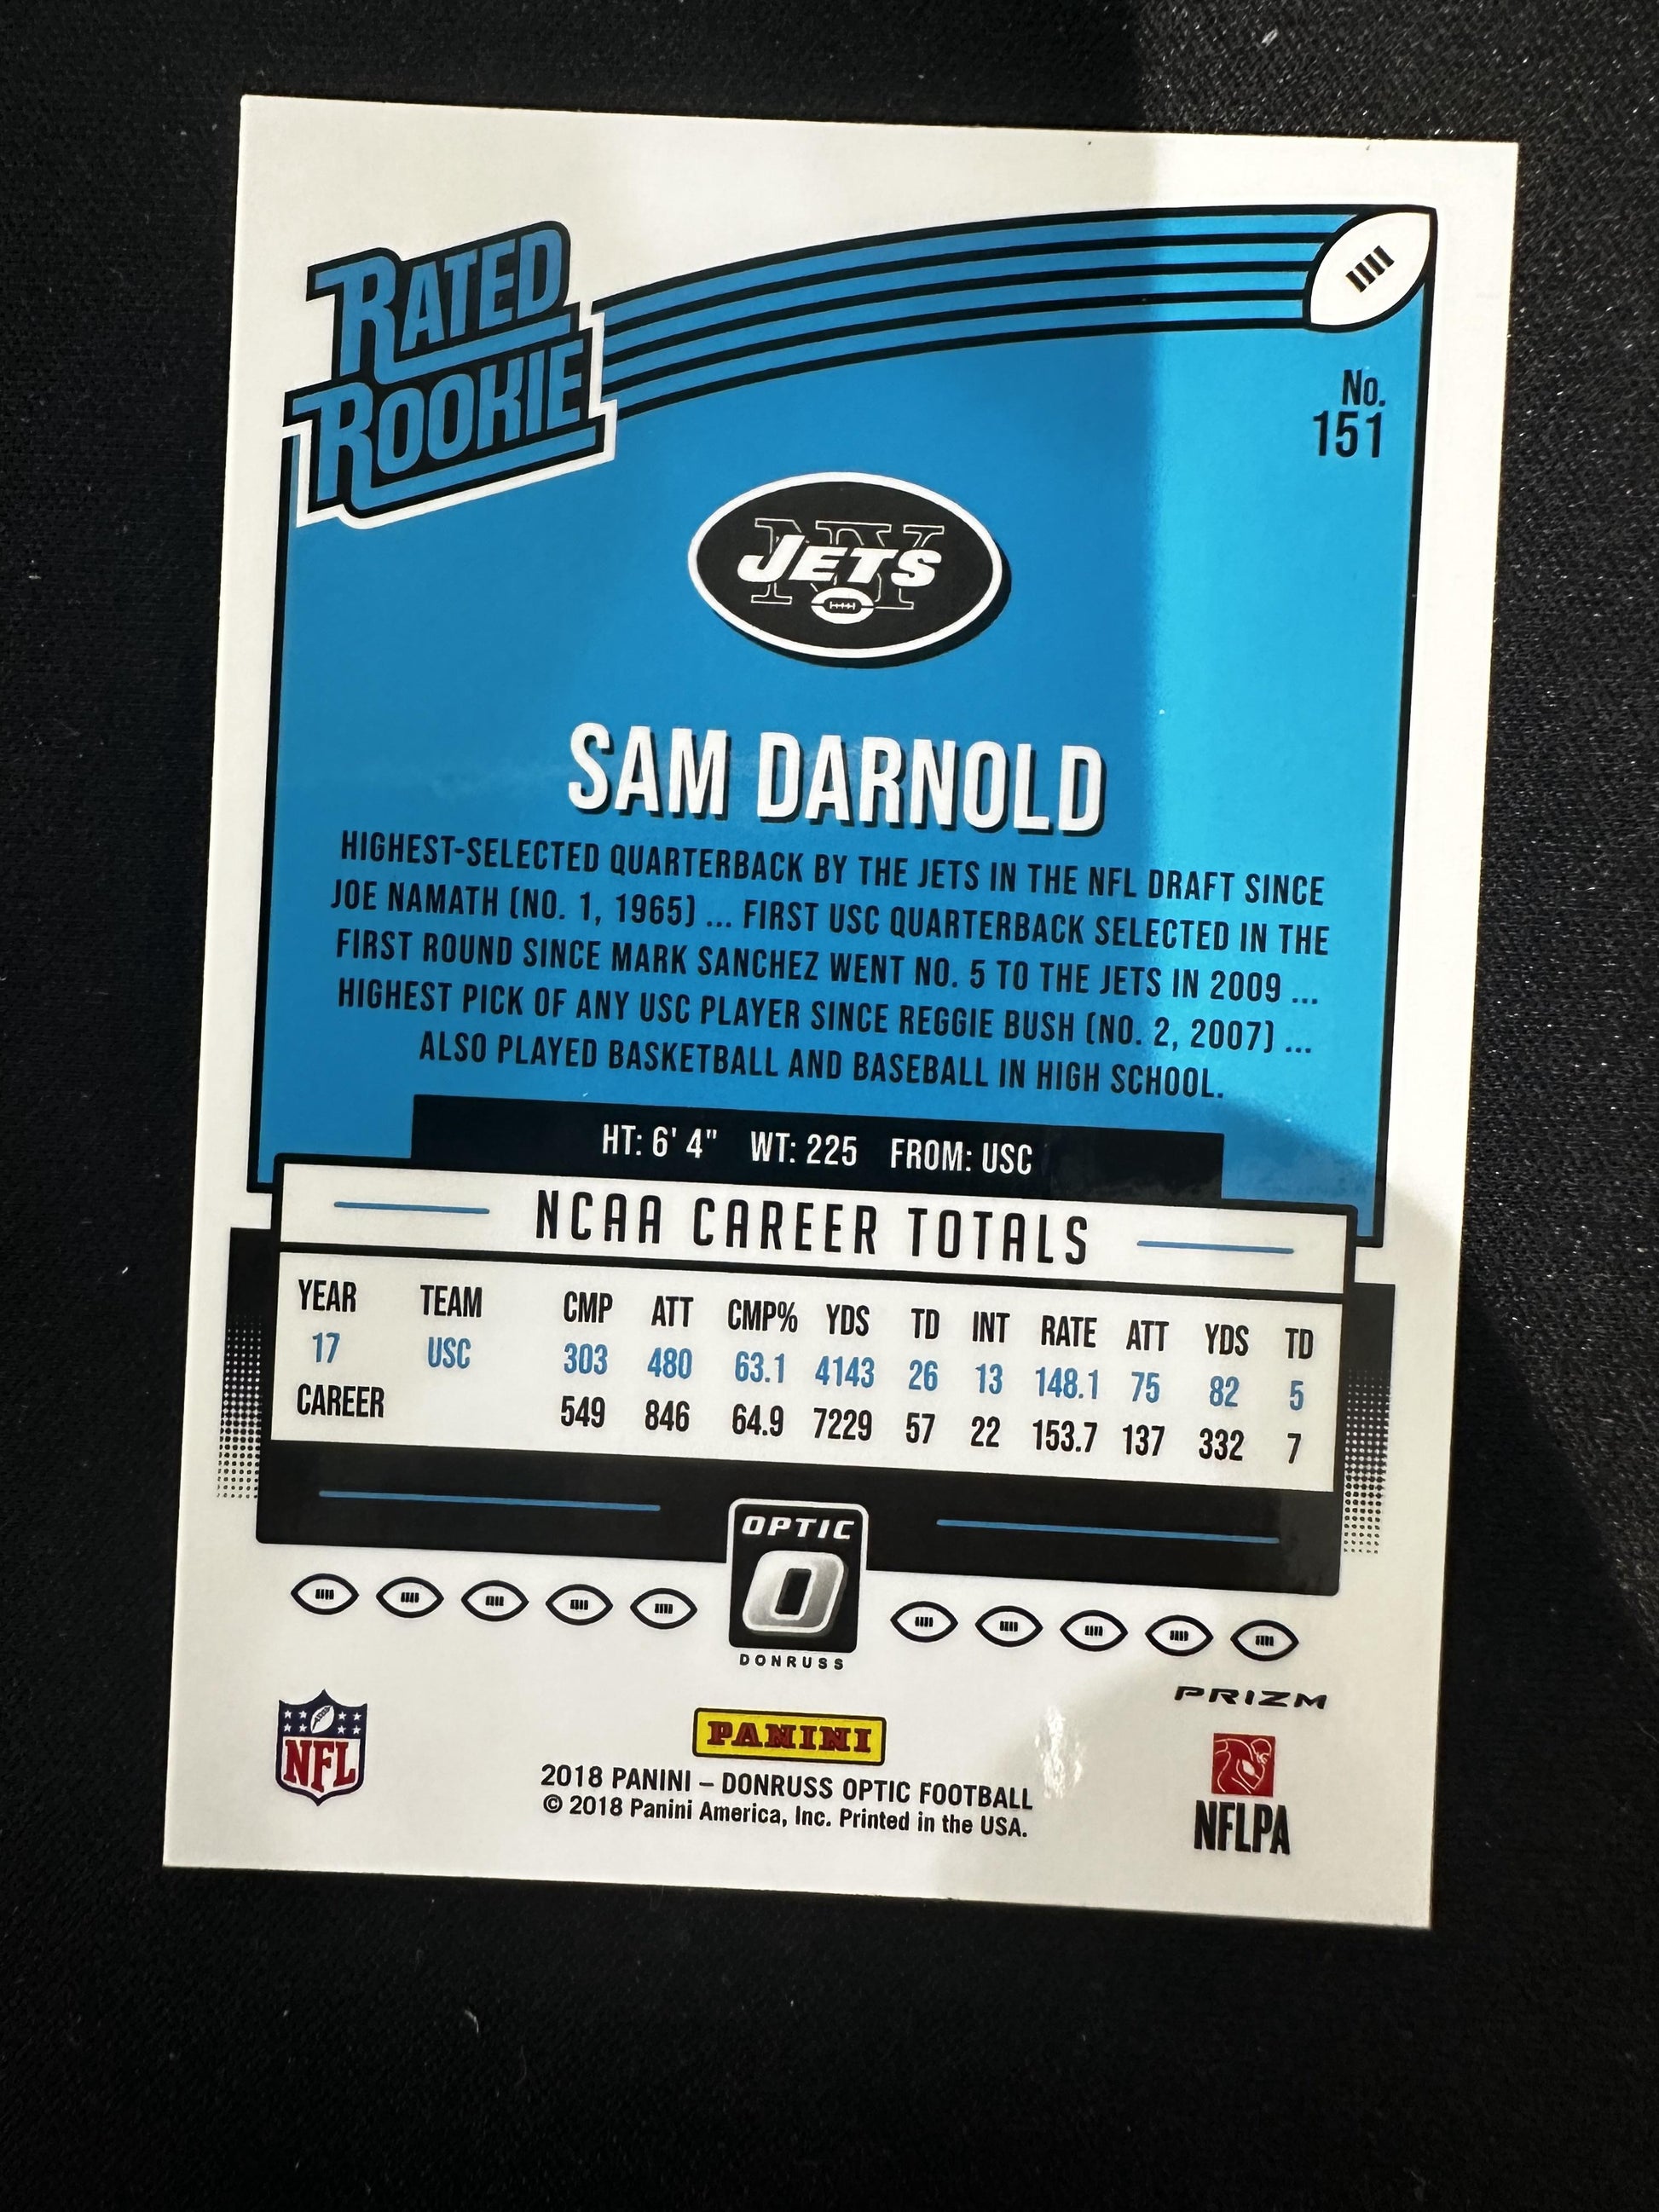 RATED
ROOKIE
No.
151
NY
JETS
SAM DARNOLD
HIGHEST-SELECTED QUARTERBACK BY THE JETS IN THE NFL DRAFT SINCE
JOE NAMATH (NO. 1, 1965) ... FIRST USC QUARTERBACK SELECTED IN THE
FIRST ROUND SINCE MARK SANCHEZ WENT NO. 5 TO THE JETS IN 2009 ...
HIGHEST PICK OF ANY USC PLAYER SINCE REGGIE BUSH (NO. 2, 2007) ...
ALSO PLAYED BASKETBALL AND BASEBALL IN HIGH SCHOOL.
HT: 6' 4" WT: 225 FROM: USC
NCAA CAREER TOTALS
YEAR TEAM CMP ATT CMP% YDS TD INT RATE ATT YDS TD
17 USC 303 480 63.1 4143 26 13 148.1 75 82 5
CAREER 549 846 64.9 7229 57 22 153.7 137 332 7
OPTIC
O
DONRUSS
PRIZM
NFL
PANINI
2018 PANINI – DONRUSS OPTIC FOOTBALL
© 2018 Panini America, Inc. Printed in the USA.
NFLPA